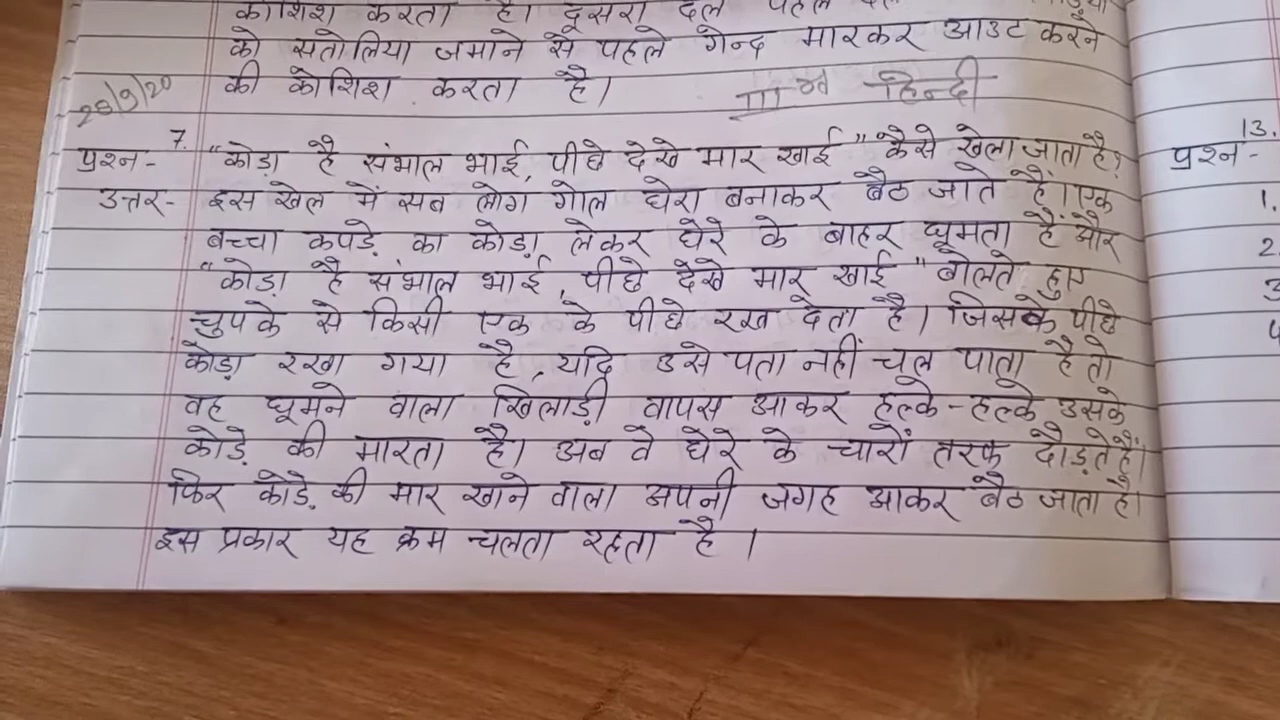 कोशिश करता है। दूसरा दल पहले दल
को सतोलिया जमाने से पहले गेन्द मारकर आउट करने
की कोशिश करता है।
28/9/20
हिन्दी
प्रश्न- 7. "कोड़ा है संभाल भाई, पीछे देखे मार खाई" कैसे खेला जाता है?
उत्तर- इस खेल में सब लोग गोल घेरा बनाकर बैठ जाते हैं। एक
बच्चा कपड़े का कोड़ा लेकर घेरे के बाहर घूमता है और
"कोड़ा है संभाल भाई, पीछे देखे मार खाई" बोलते हुए
चुपके से किसी एक के पीछे रख देता है। जिसके पीछे
कोड़ा रखा गया है, यदि उसे पता नहीं चल पाता है तो
वह घूमने वाला खिलाड़ी वापस आकर हल्के-हल्के उसके
कोड़े की मारता है। अब वे घेरे के चारों तरफ दौड़ते हैं।
फिर कोड़े की मार खाने वाला अपनी जगह आकर बैठ जाता है।
इस प्रकार यह क्रम चलता रहता है।
13.
प्रश्न-
1.
2.
3
4